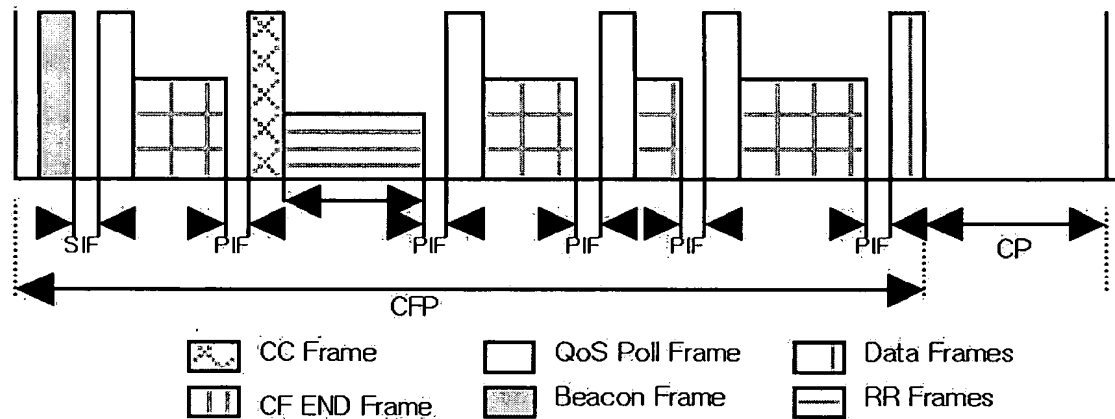 SIF PIF PIF PIF PIF PIF CP
CFP
CC Frame QoS Poll Frame Data Frames
CF END Frame Beacon Frame RR Frames